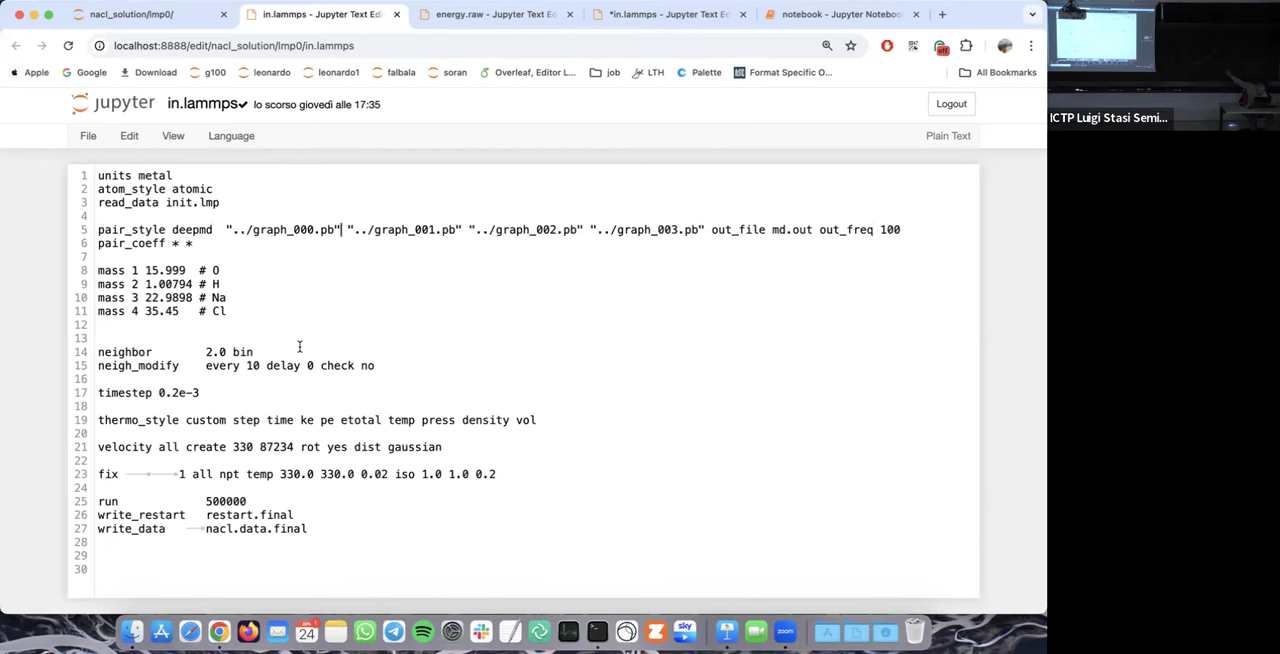 nacl_solution/lmp0/
in.lammps - Jupyter Text Edi
energy.raw - Jupyter Text Ed
*in.lammps - Jupyter Text Ed
notebook - Jupyter Noteboo
localhost:8888/edit/nacl_solution/lmp0/in.lammps
off
Apple
Google
Download
g100
leonardo
leonardo1
falbala
soran
Overleaf, Editor L...
job
LTH
Palette
Format Specific O...
All Bookmarks
jupyter in.lammps✔ lo scorso giovedì alle 17:35
Logout
File Edit View Language
Plain Text
1 units metal
2 atom_style atomic
3 read_data init.lmp
4
5 pair_style deepmd "../graph_000.pb" "../graph_001.pb" "../graph_002.pb" "../graph_003.pb" out_file md.out out_freq 100
6 pair_coeff * *
7
8 mass 1 15.999 # O
9 mass 2 1.00794 # H
10 mass 3 22.9898 # Na
11 mass 4 35.45 # Cl
12
13
14 neighbor 2.0 bin
15 neigh_modify every 10 delay 0 check no
16
17 timestep 0.2e-3
18
19 thermo_style custom step time ke pe etotal temp press density vol
20
21 velocity all create 330 87234 rot yes dist gaussian
22
23 fix 1 all npt temp 330.0 330.0 0.02 iso 1.0 1.0 0.2
24
25 run 500000
26 write_restart restart.final
27 write_data nacl.data.final
28
29
30
ICTP Luigi Stasi Semi...
24
sky
zoom